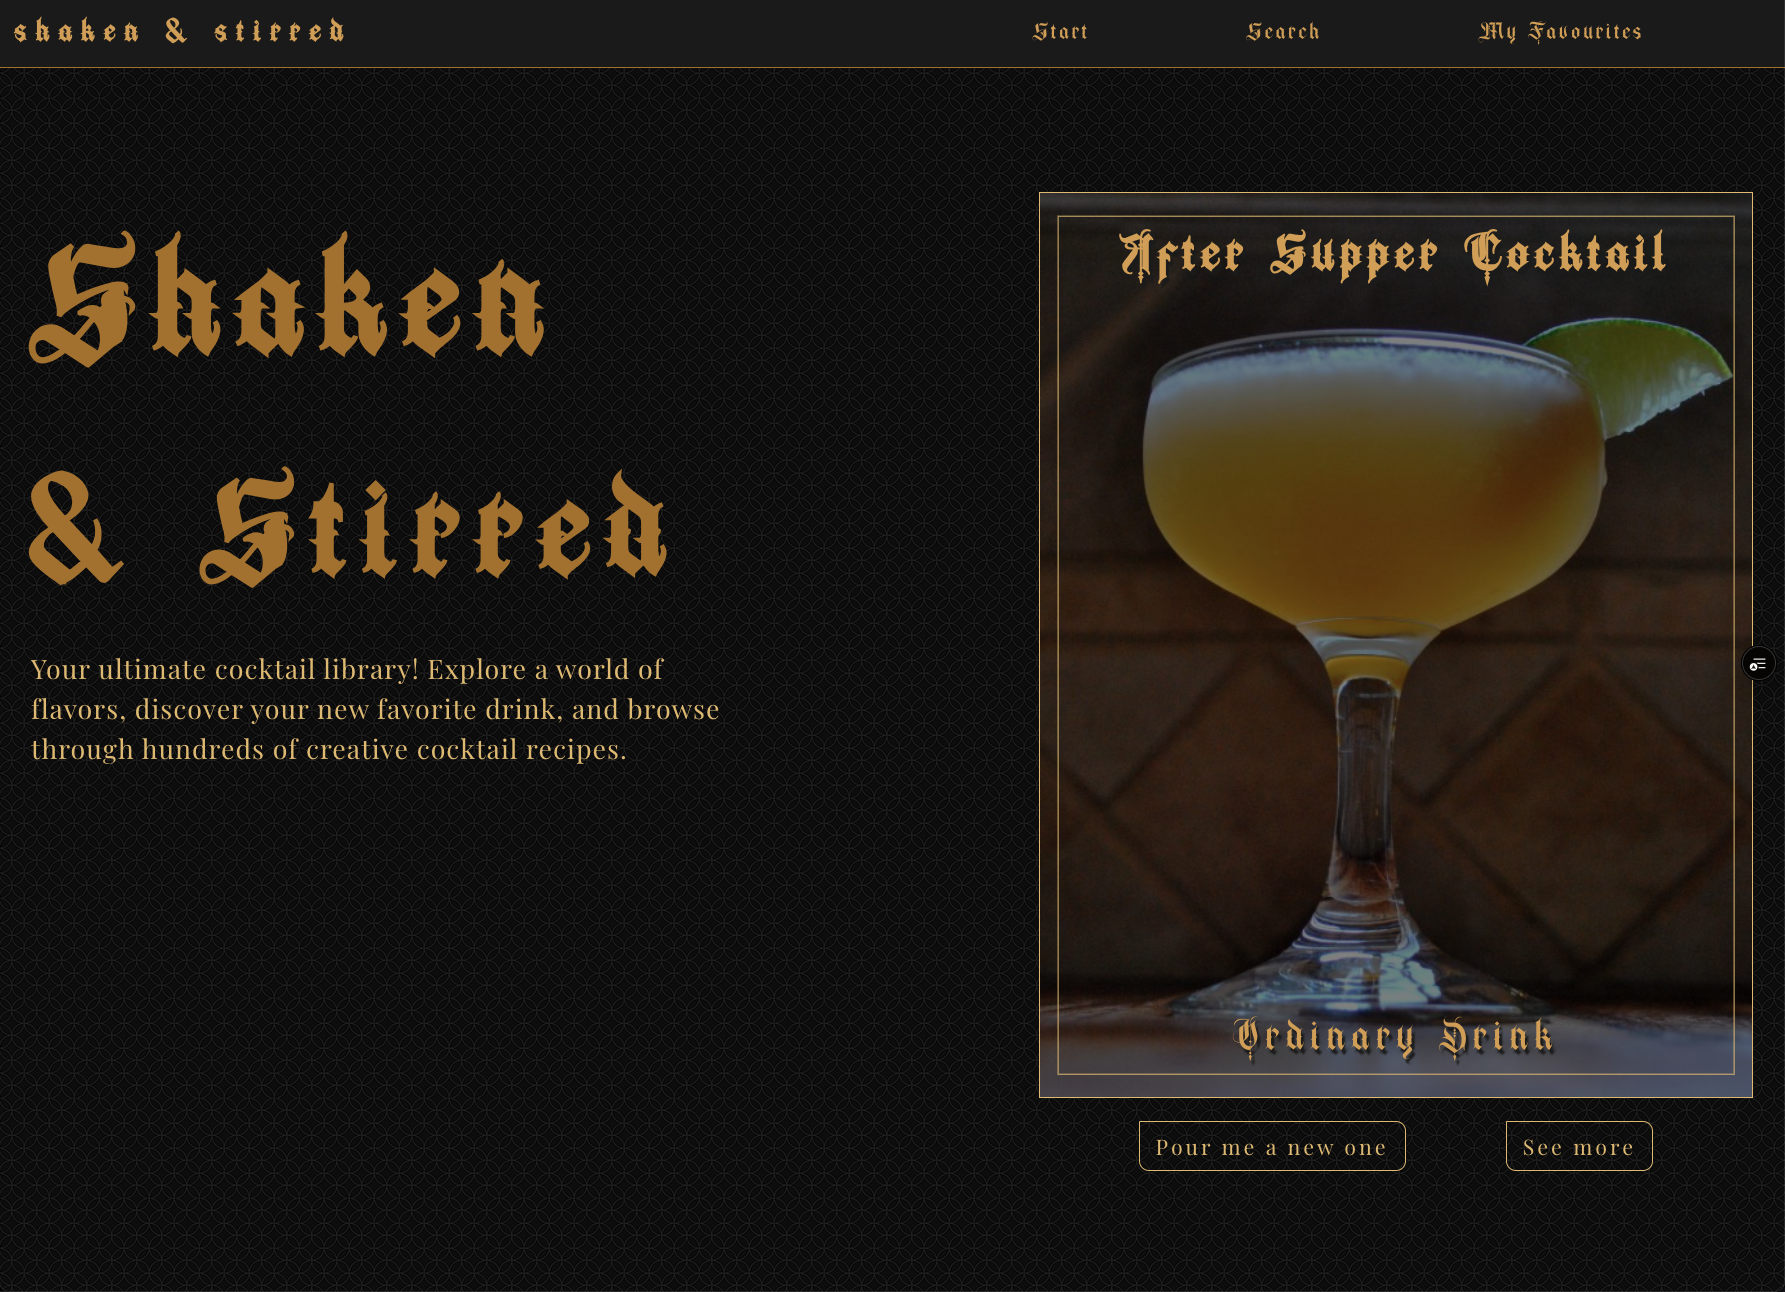 shaken & stirred
Start
Search
My Favourites
Shaken
& Stirred
Your ultimate cocktail library! Explore a world of
flavors, discover your new favorite drink, and browse
through hundreds of creative cocktail recipes.
After Supper Cocktail
Ordinary Drink
Pour me a new one
See more